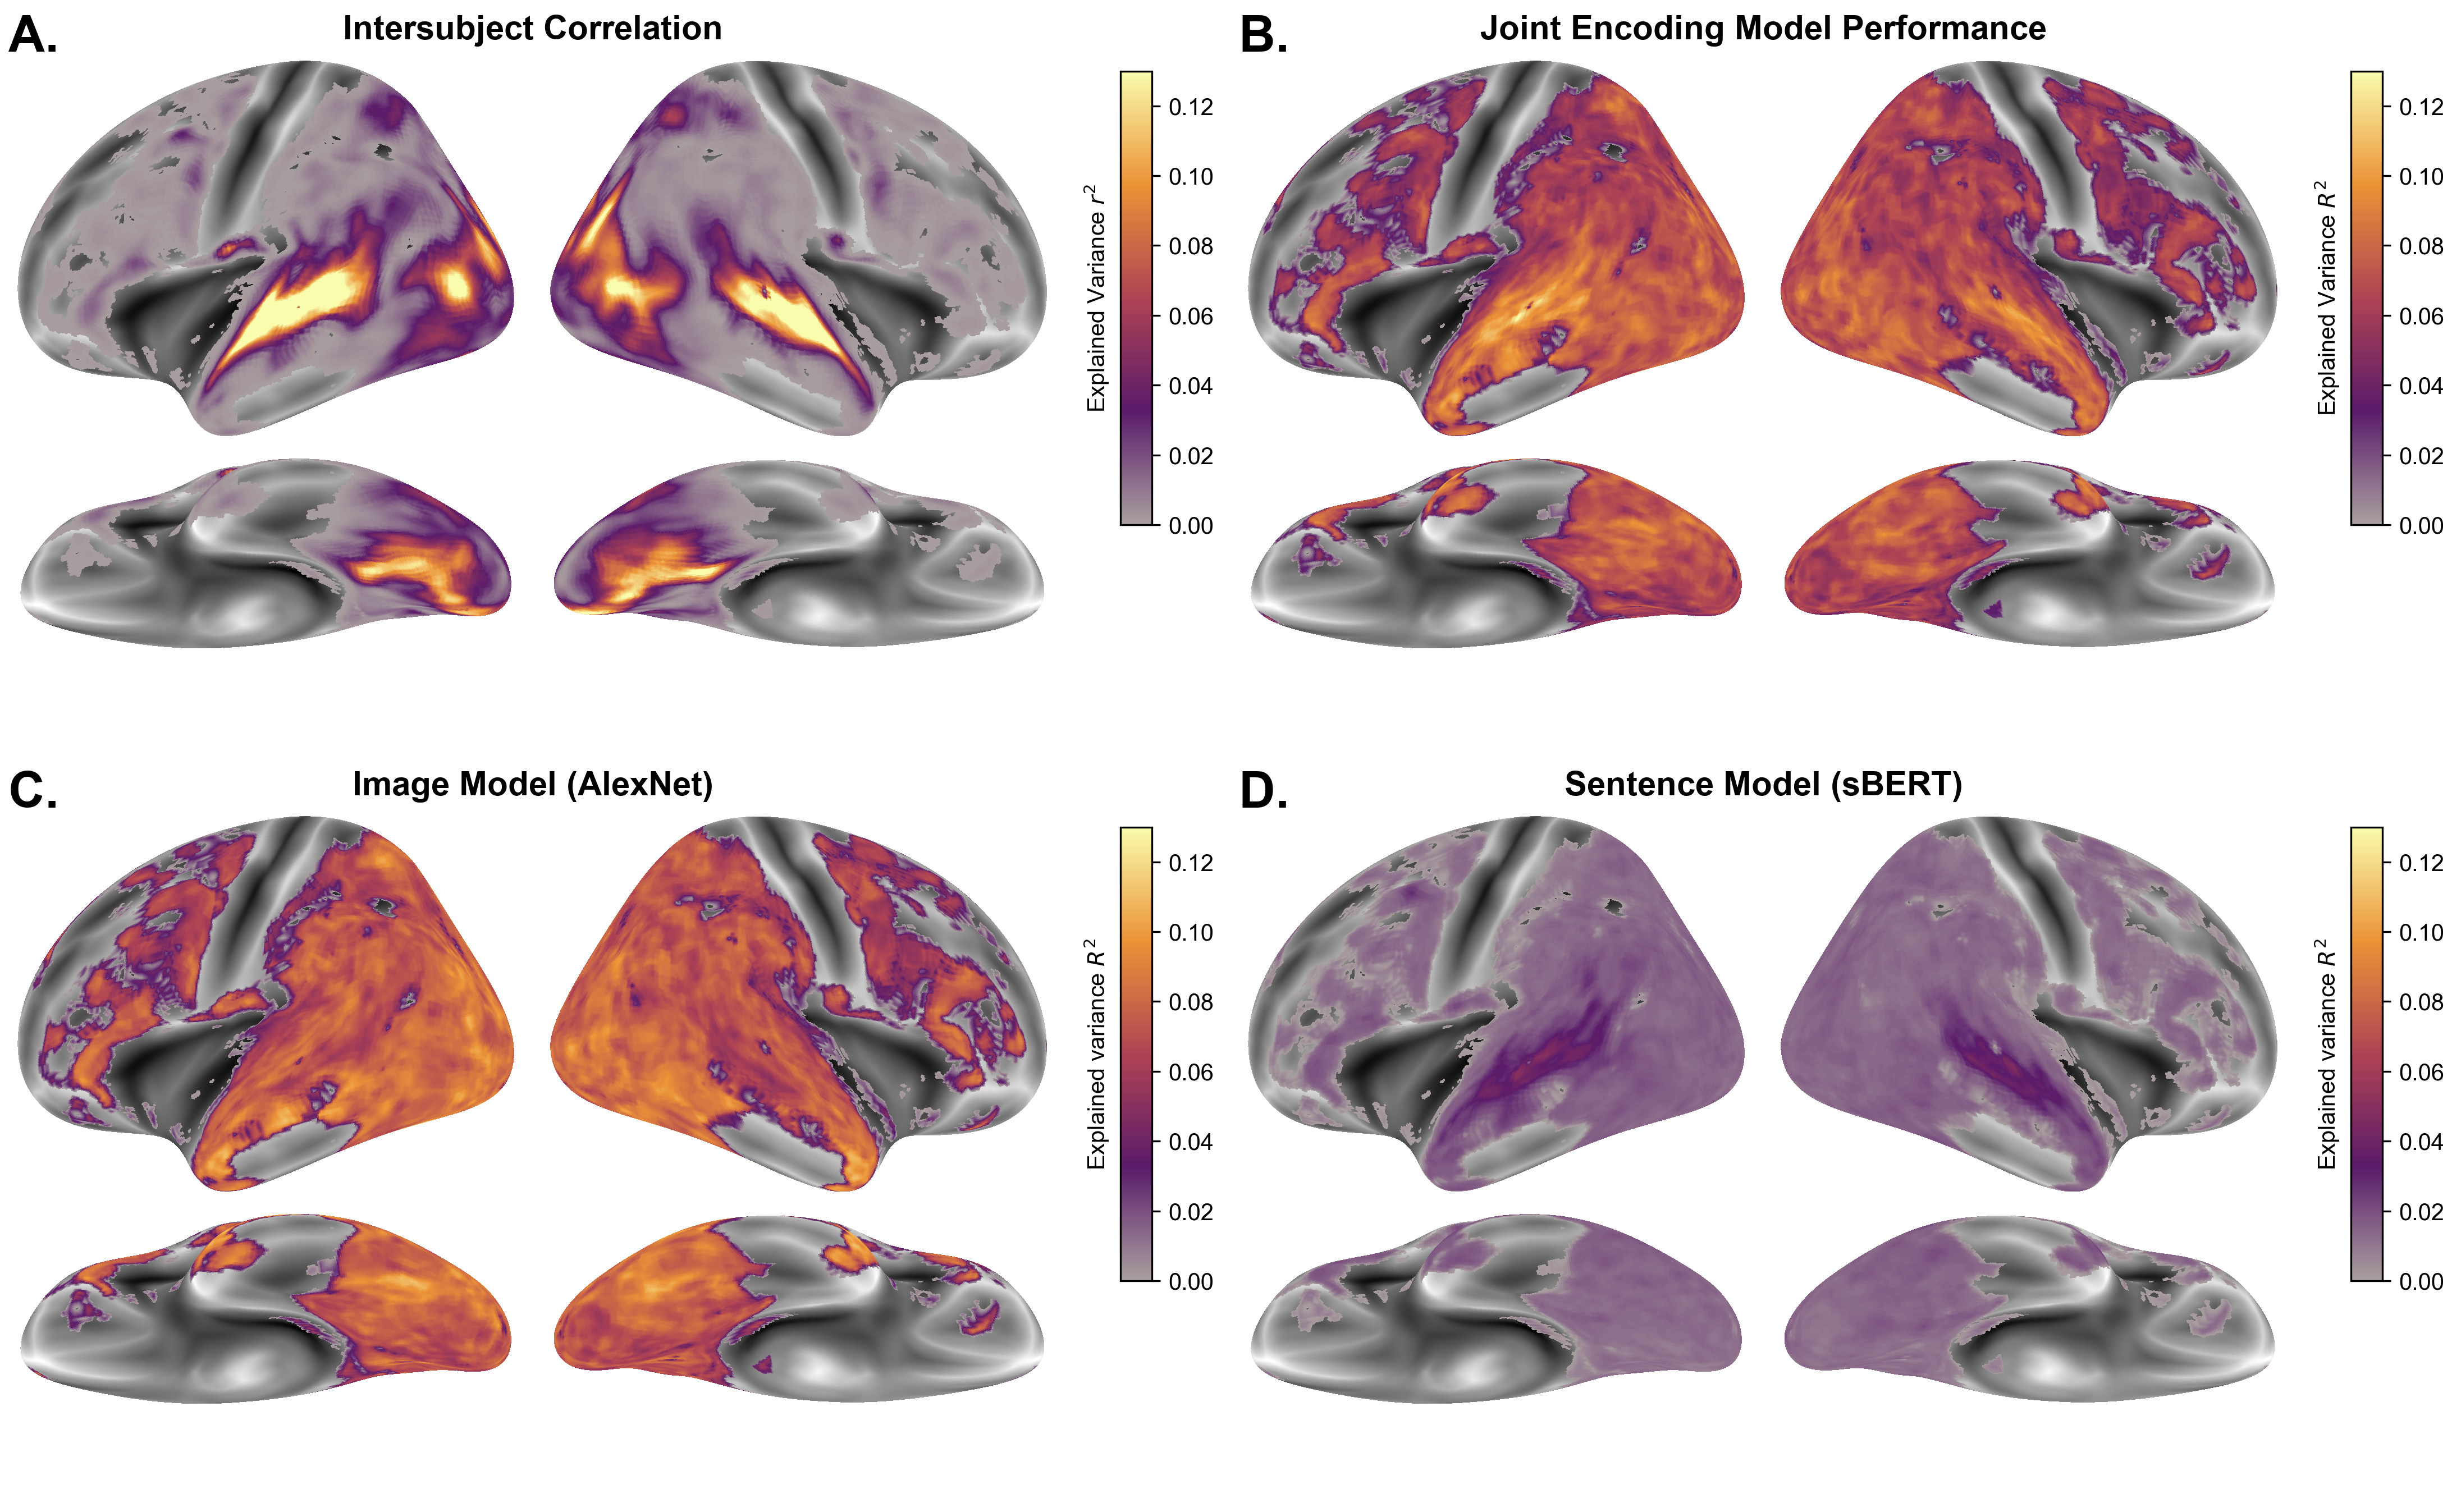 A.
Intersubject Correlation
0.12
0.10
0.08
0.06
0.04
0.02
0.00
Explained Variance r²
B.
Joint Encoding Model Performance
0.12
0.10
0.08
0.06
0.04
0.02
0.00
Explained Variance R²
C.
Image Model (AlexNet)
0.12
0.10
0.08
0.06
0.04
0.02
0.00
Explained variance R²
D.
Sentence Model (sBERT)
0.12
0.10
0.08
0.06
0.04
0.02
0.00
Explained variance R²